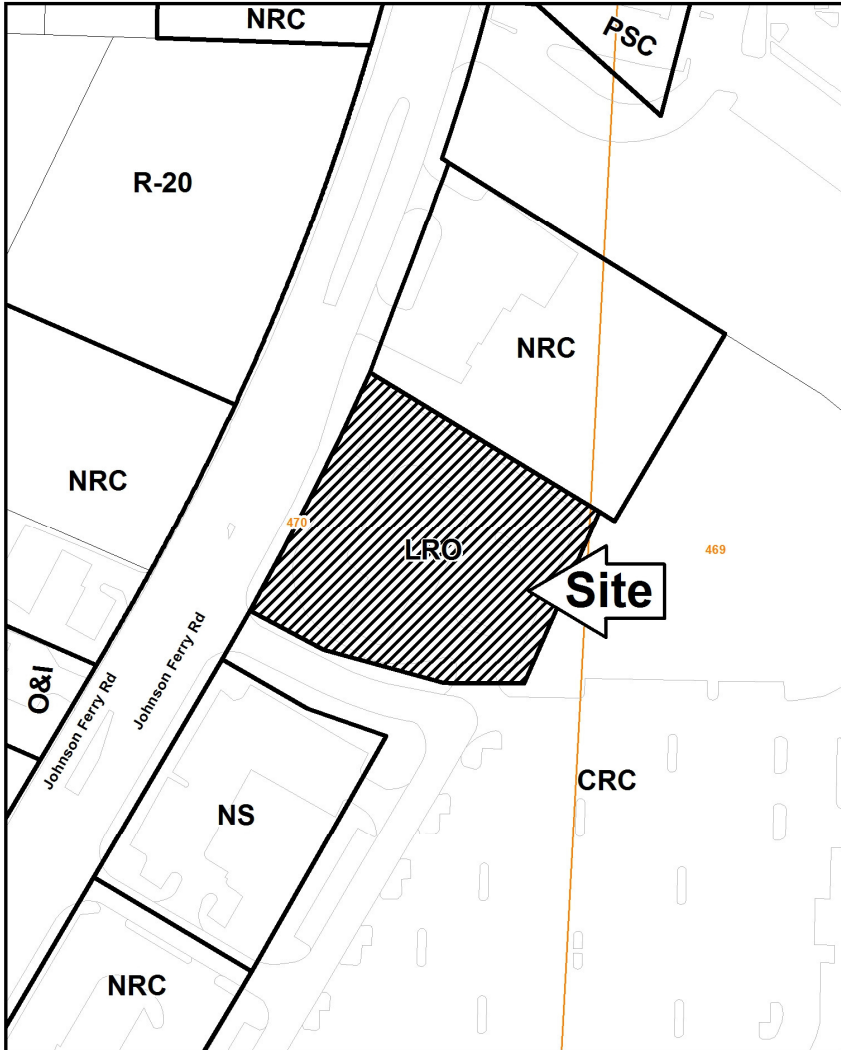 NRC
PSC
R-20
NRC
NRC
470
LRO
469
Site
O&I
Johnson Ferry Rd
Johnson Ferry Rd
CRC
NS
NRC